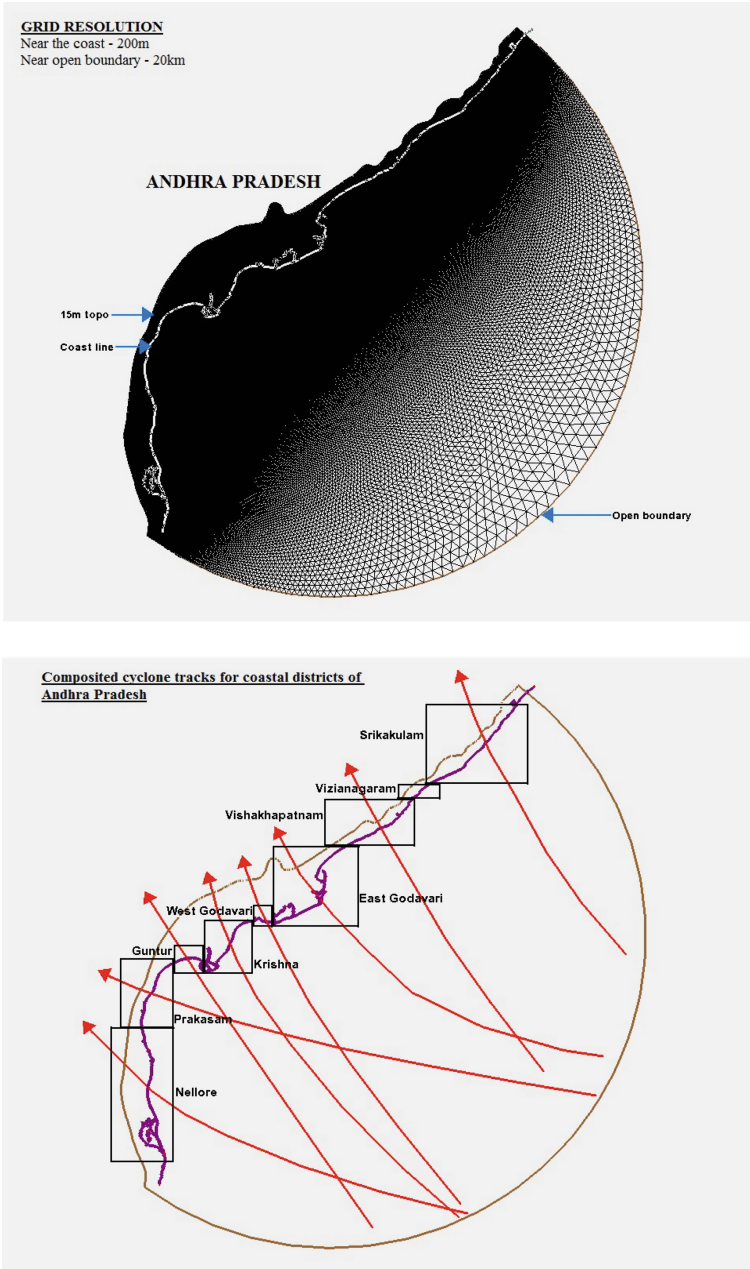 GRID RESOLUTION
Near the coast - 200m
Near open boundary - 20km
ANDHRA PRADESH
15m topo
Coast line
Open boundary
Composited cyclone tracks for coastal districts of
Andhra Pradesh
Srikakulam
Vizianagaram
Vishakhapatnam
East Godavari
West Godavari
Krishna
Guntur
Prakasam
Nellore